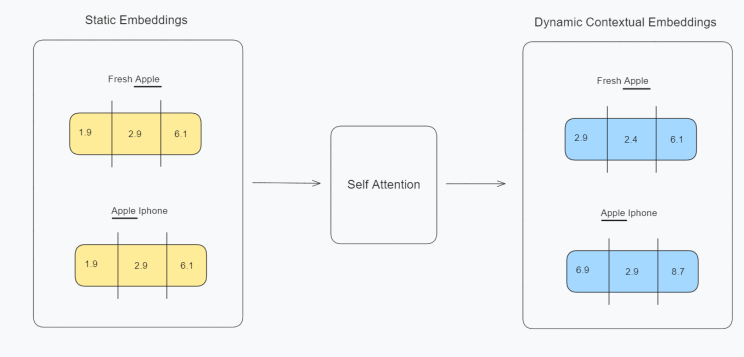 Static Embeddings
Fresh Apple
1.9 2.9 6.1
Apple Iphone
1.9 2.9 6.1
Self Attention
Dynamic Contextual Embeddings
Fresh Apple
2.9 2.4 6.1
Apple Iphone
6.9 2.9 8.7